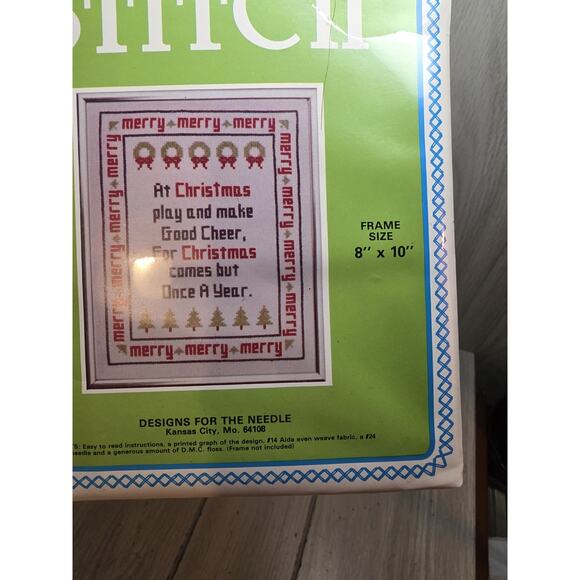 STITCH
merry merry merry
merry
merry
merry
merry
merry
merry
At Christmas
play and make
Good Cheer,
For Christmas
comes but
Once A Year.
merry merry merry
FRAME
SIZE
8" x 10"
DESIGNS FOR THE NEEDLE
Kansas City, Mo. 64108
Easy to read instructions, a printed graph of the design, #14 Aida even weave fabric, a #24
needle and a generous amount of D.M.C. floss. (Frame not included)